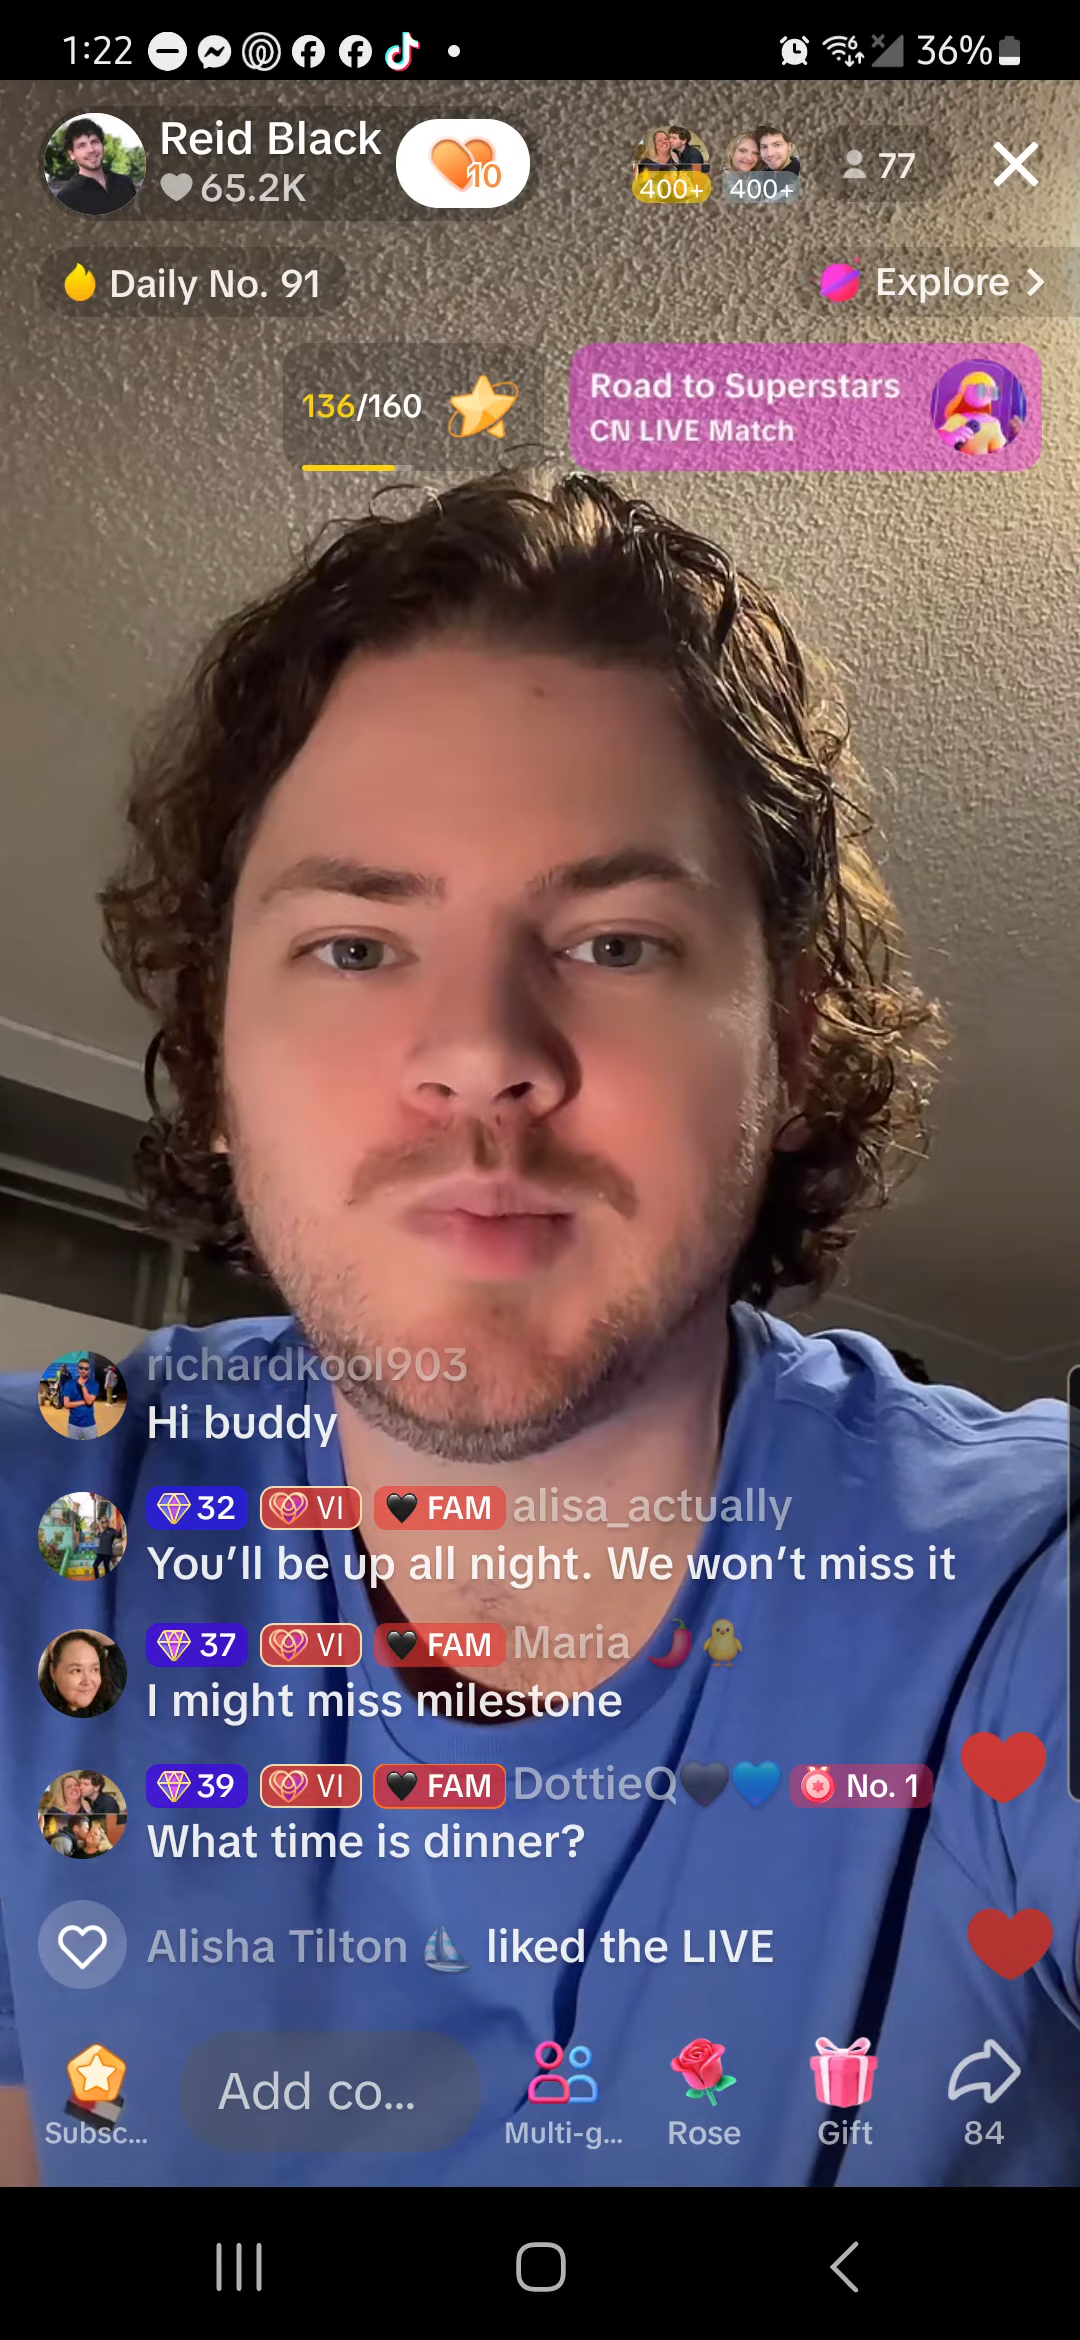 1:22
36%
Reid Black
65.2K
10
400+
400+
77
Daily No. 91
Explore
136/160
Road to Superstars
CN LIVE Match
richardkool903
Hi buddy
32 VI FAM alisa_actually
You'll be up all night. We won't miss it
37 VI FAM Maria
I might miss milestone
39 VI FAM DottieQ No. 1
What time is dinner?
Alisha Tilton liked the LIVE
Add co...
Subsc...
Multi-g...
Rose
Gift
84